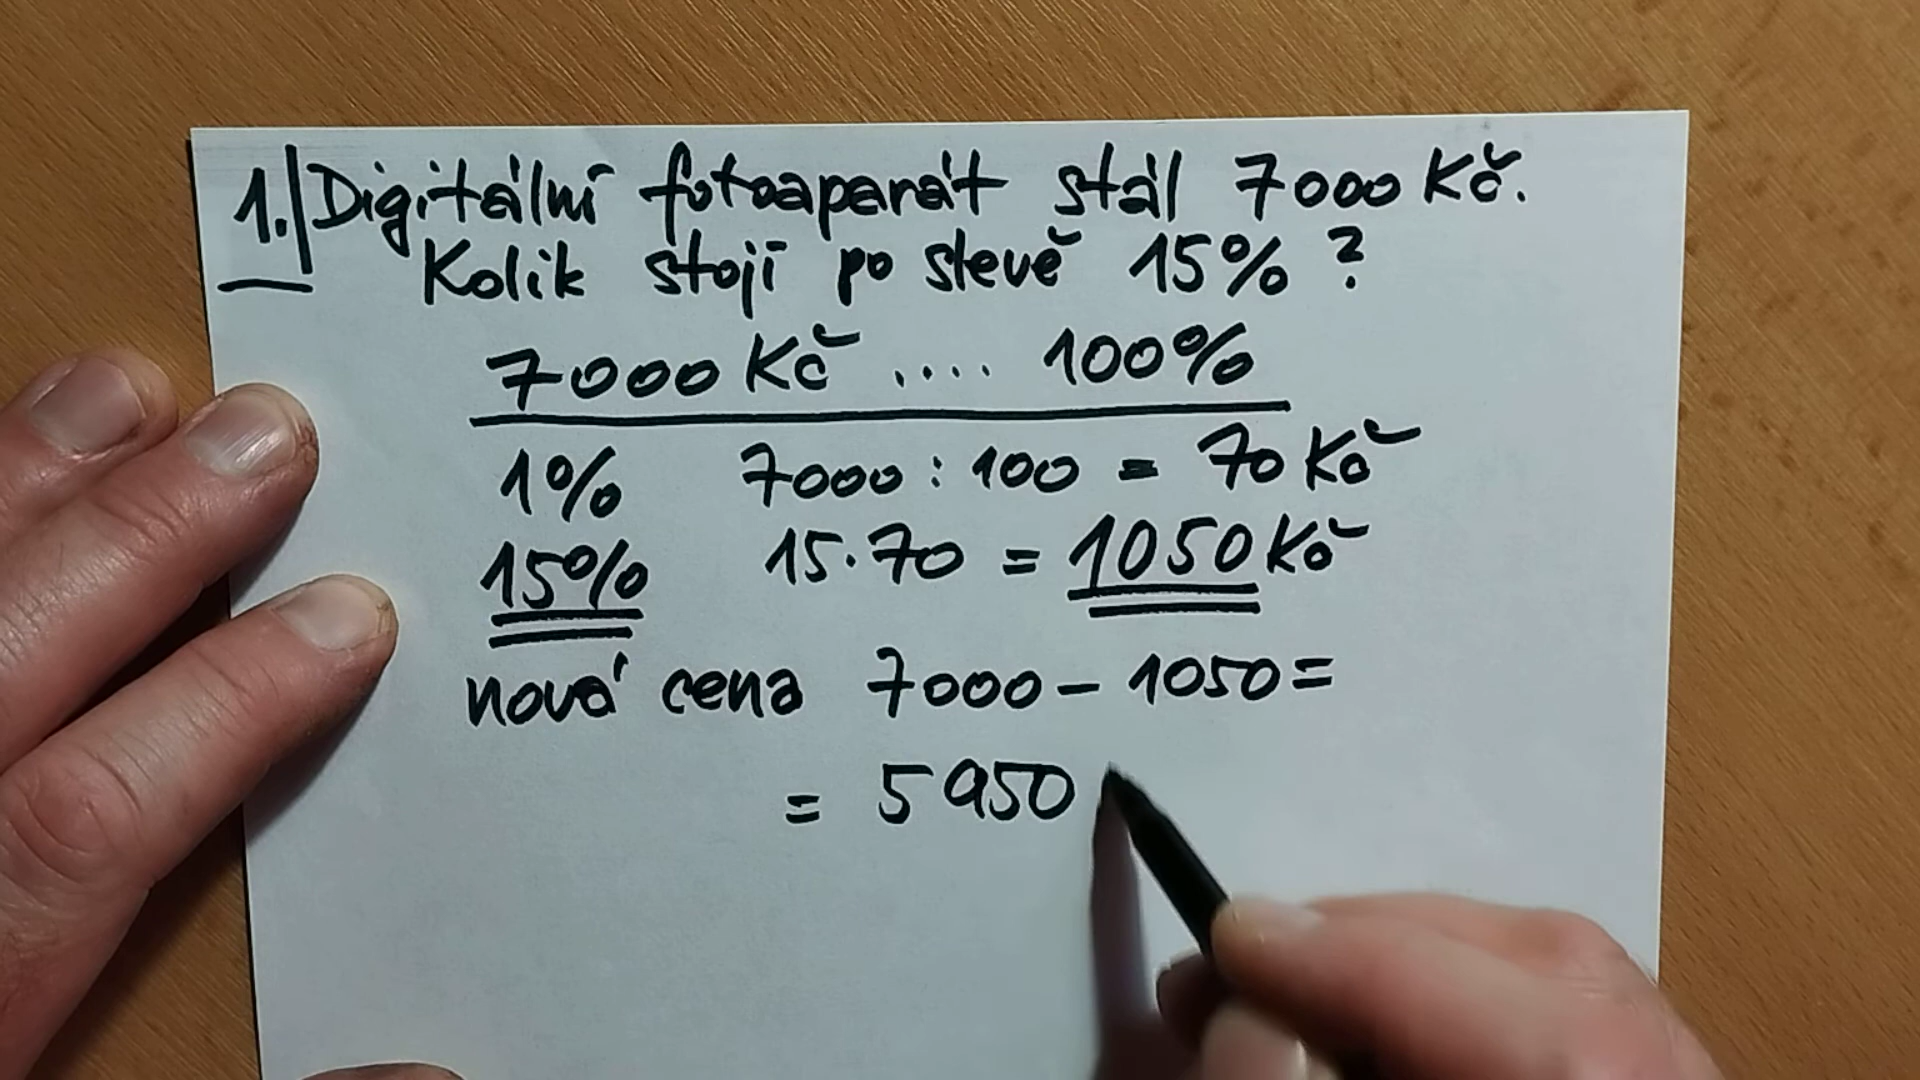 1. Digitální fotoaparát stál 7000 Kč.
Kolik stojí po slevě 15% ?
7000 Kč .... 100%
1% 7000 : 100 = 70 Kč
15% 15 . 70 = 1050 Kč
nová cena 7000 - 1050 =
= 5950